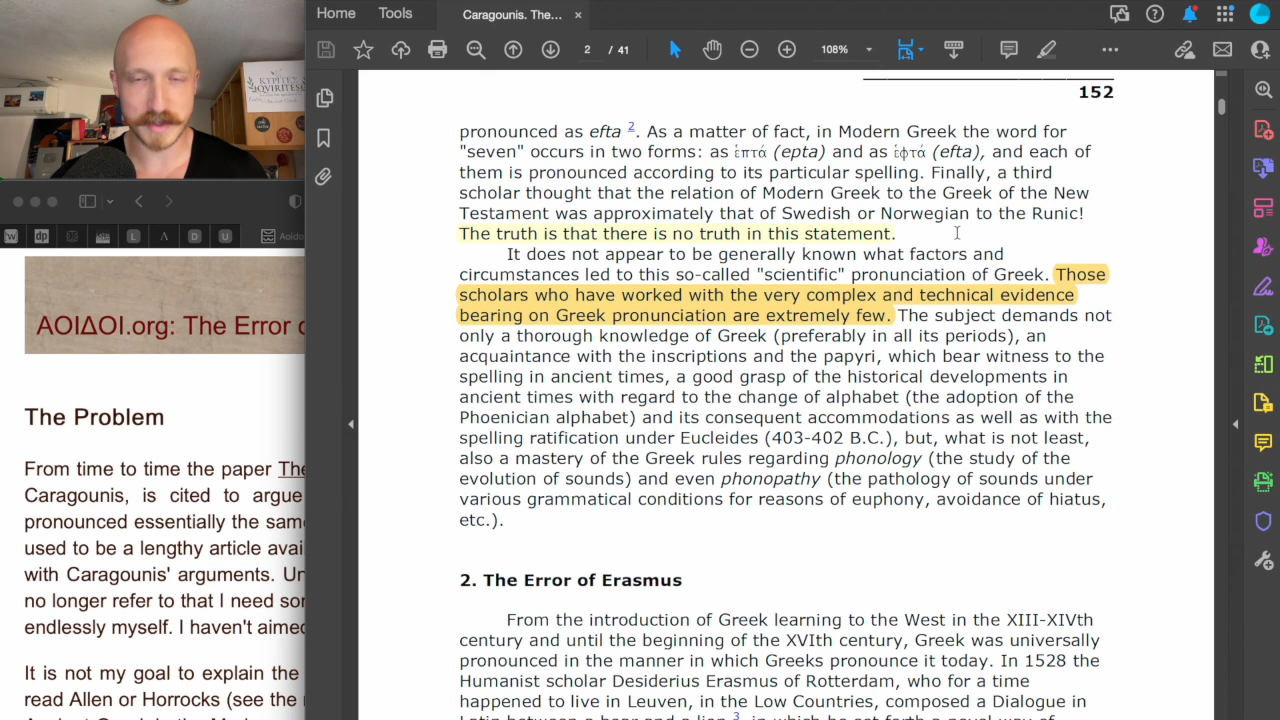 Home Tools Caragounis. The... ×
2 / 41 108%
152
pronounced as efta 2. As a matter of fact, in Modern Greek the word for
"seven" occurs in two forms: as ἑπτά (epta) and as ἑφτά (efta), and each of
them is pronounced according to its particular spelling. Finally, a third
scholar thought that the relation of Modern Greek to the Greek of the New
Testament was approximately that of Swedish or Norwegian to the Runic!
The truth is that there is no truth in this statement.
It does not appear to be generally known what factors and
circumstances led to this so-called "scientific" pronunciation of Greek. Those
scholars who have worked with the very complex and technical evidence
bearing on Greek pronunciation are extremely few. The subject demands not
only a thorough knowledge of Greek (preferably in all its periods), an
acquaintance with the inscriptions and the papyri, which bear witness to the
spelling in ancient times, a good grasp of the historical developments in
ancient times with regard to the change of alphabet (the adoption of the
Phoenician alphabet) and its consequent accommodations as well as with the
spelling ratification under Eucleides (403-402 B.C.), but, what is not least,
also a mastery of the Greek rules regarding phonology (the study of the
evolution of sounds) and even phonopathy (the pathology of sounds under
various grammatical conditions for reasons of euphony, avoidance of hiatus,
etc.).
2. The Error of Erasmus
From the introduction of Greek learning to the West in the XIII-XIVth
century and until the beginning of the XVIth century, Greek was universally
pronounced in the manner in which Greeks pronounce it today. In 1528 the
Humanist scholar Desiderius Erasmus of Rotterdam, who for a time
happened to live in Leuven, in the Low Countries, composed a Dialogue in
Latin between a bear and a lion 3, in which he set forth a novel way of
W dp L Λ D U Aoido
ΑΟΙΔΟΙ.org: The Error o
The Problem
From time to time the paper The
Caragounis, is cited to argue
pronounced essentially the same
used to be a lengthy article avai
with Caragounis' arguments. Un
no longer refer to that I need som
endlessly myself. I haven't aimed
It is not my goal to explain the
read Allen or Horrocks (see the